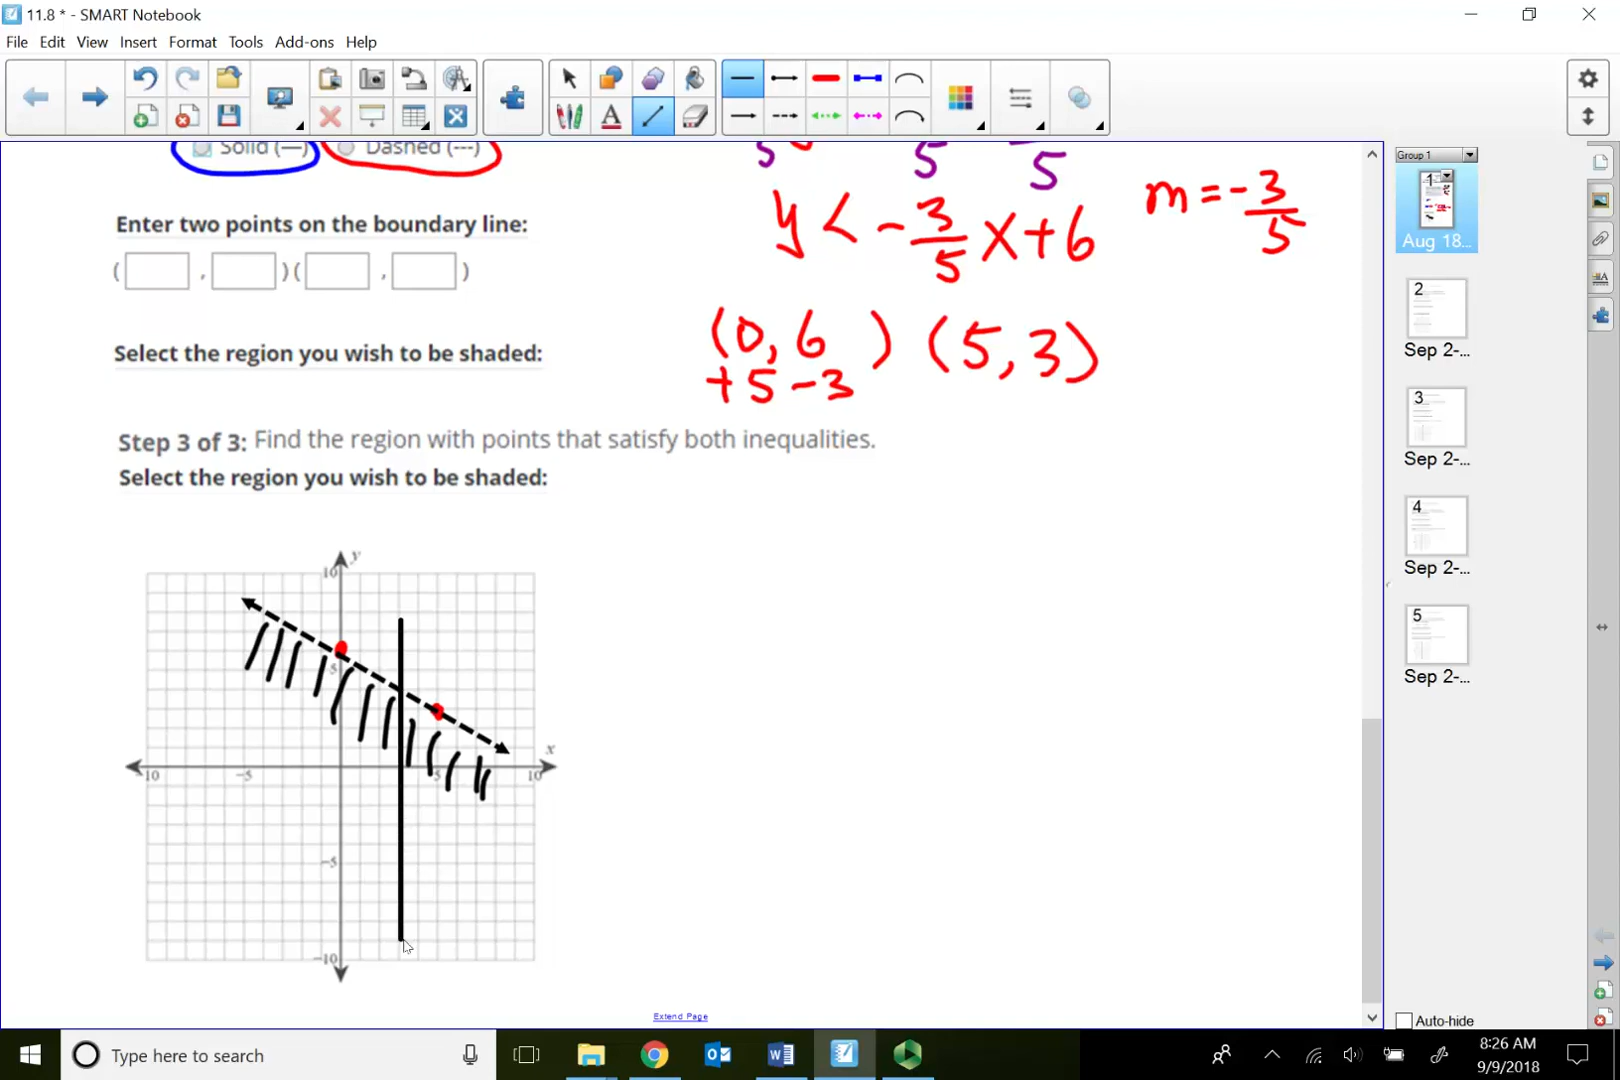 11.8 * - SMART Notebook
File Edit View Insert Format Tools Add-ons Help
Solid (—) Dashed (---)
5 5 5
Enter two points on the boundary line:
( , ) ( , )
y < - 3/5 x + 6
m = - 3/5
Select the region you wish to be shaded:
(0, 6 ) (5, 3)
+5 -3
Step 3 of 3: Find the region with points that satisfy both inequalities.
Select the region you wish to be shaded:
y
10
5
x
-10 -5 5 10
-5
-10
Extend Page
Group 1
1
Aug 18...
2
Sep 2-...
3
Sep 2-...
4
Sep 2-...
5
Sep 2-...
Auto-hide
Type here to search
8:26 AM
9/9/2018